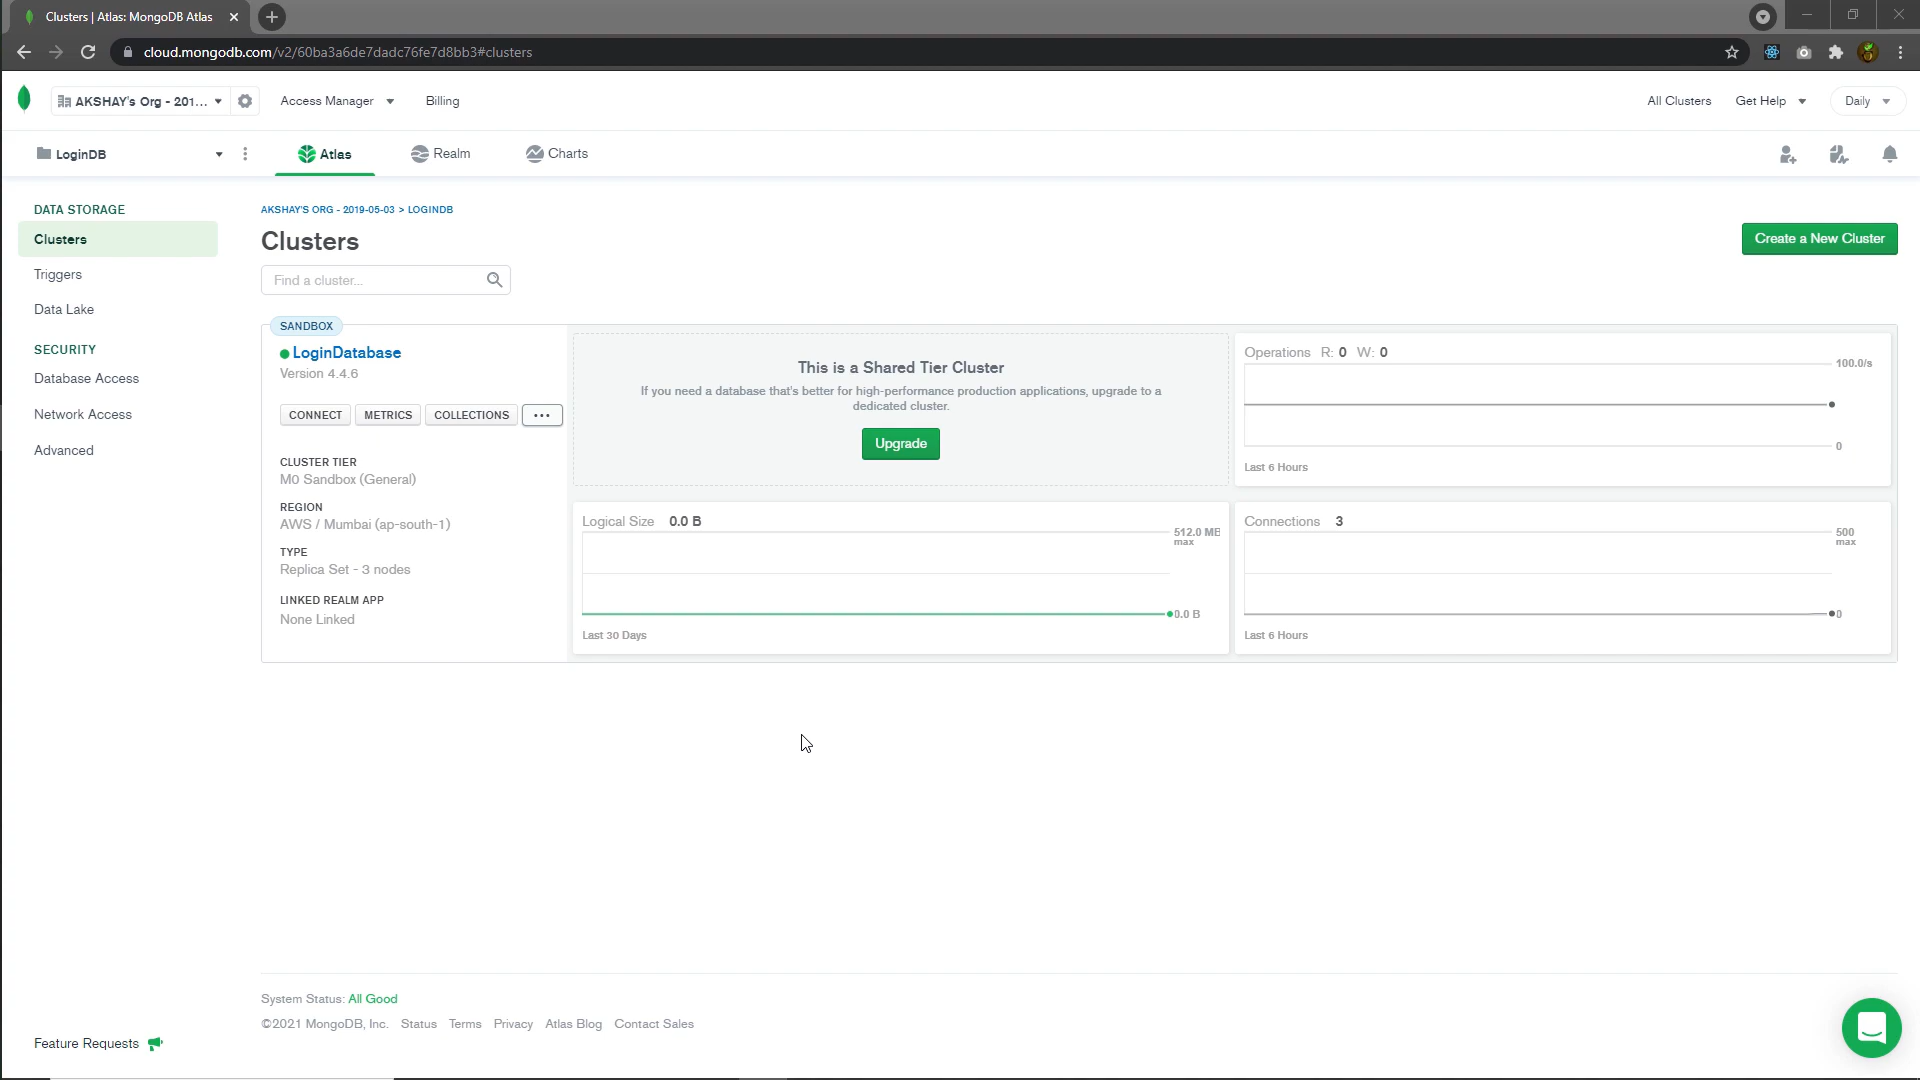 Clusters | Atlas: MongoDB Atlas
cloud.mongodb.com/v2/60ba3a6de7dadc76fe7d8bb3#clusters
AKSHAY's Org - 201...
Access Manager
Billing
All Clusters
Get Help
Daily
LoginDB
Atlas
Realm
Charts
DATA STORAGE
Clusters
Triggers
Data Lake
SECURITY
Database Access
Network Access
Advanced
AKSHAY'S ORG - 2019-05-03 > LOGINDB
Clusters
Create a New Cluster
Find a cluster...
SANDBOX
LoginDatabase
Version 4.4.6
CONNECT
METRICS
COLLECTIONS
...
CLUSTER TIER
M0 Sandbox (General)
REGION
AWS / Mumbai (ap-south-1)
TYPE
Replica Set - 3 nodes
LINKED REALM APP
None Linked
This is a Shared Tier Cluster
If you need a database that's better for high-performance production applications, upgrade to a
dedicated cluster.
Upgrade
Operations R: 0 W: 0
100.0/s
0
Last 6 Hours
Logical Size 0.0 B
512.0 MB
max
0.0 B
Last 30 Days
Connections 3
500
max
0
Last 6 Hours
System Status: All Good
©2021 MongoDB, Inc. Status Terms Privacy Atlas Blog Contact Sales
Feature Requests